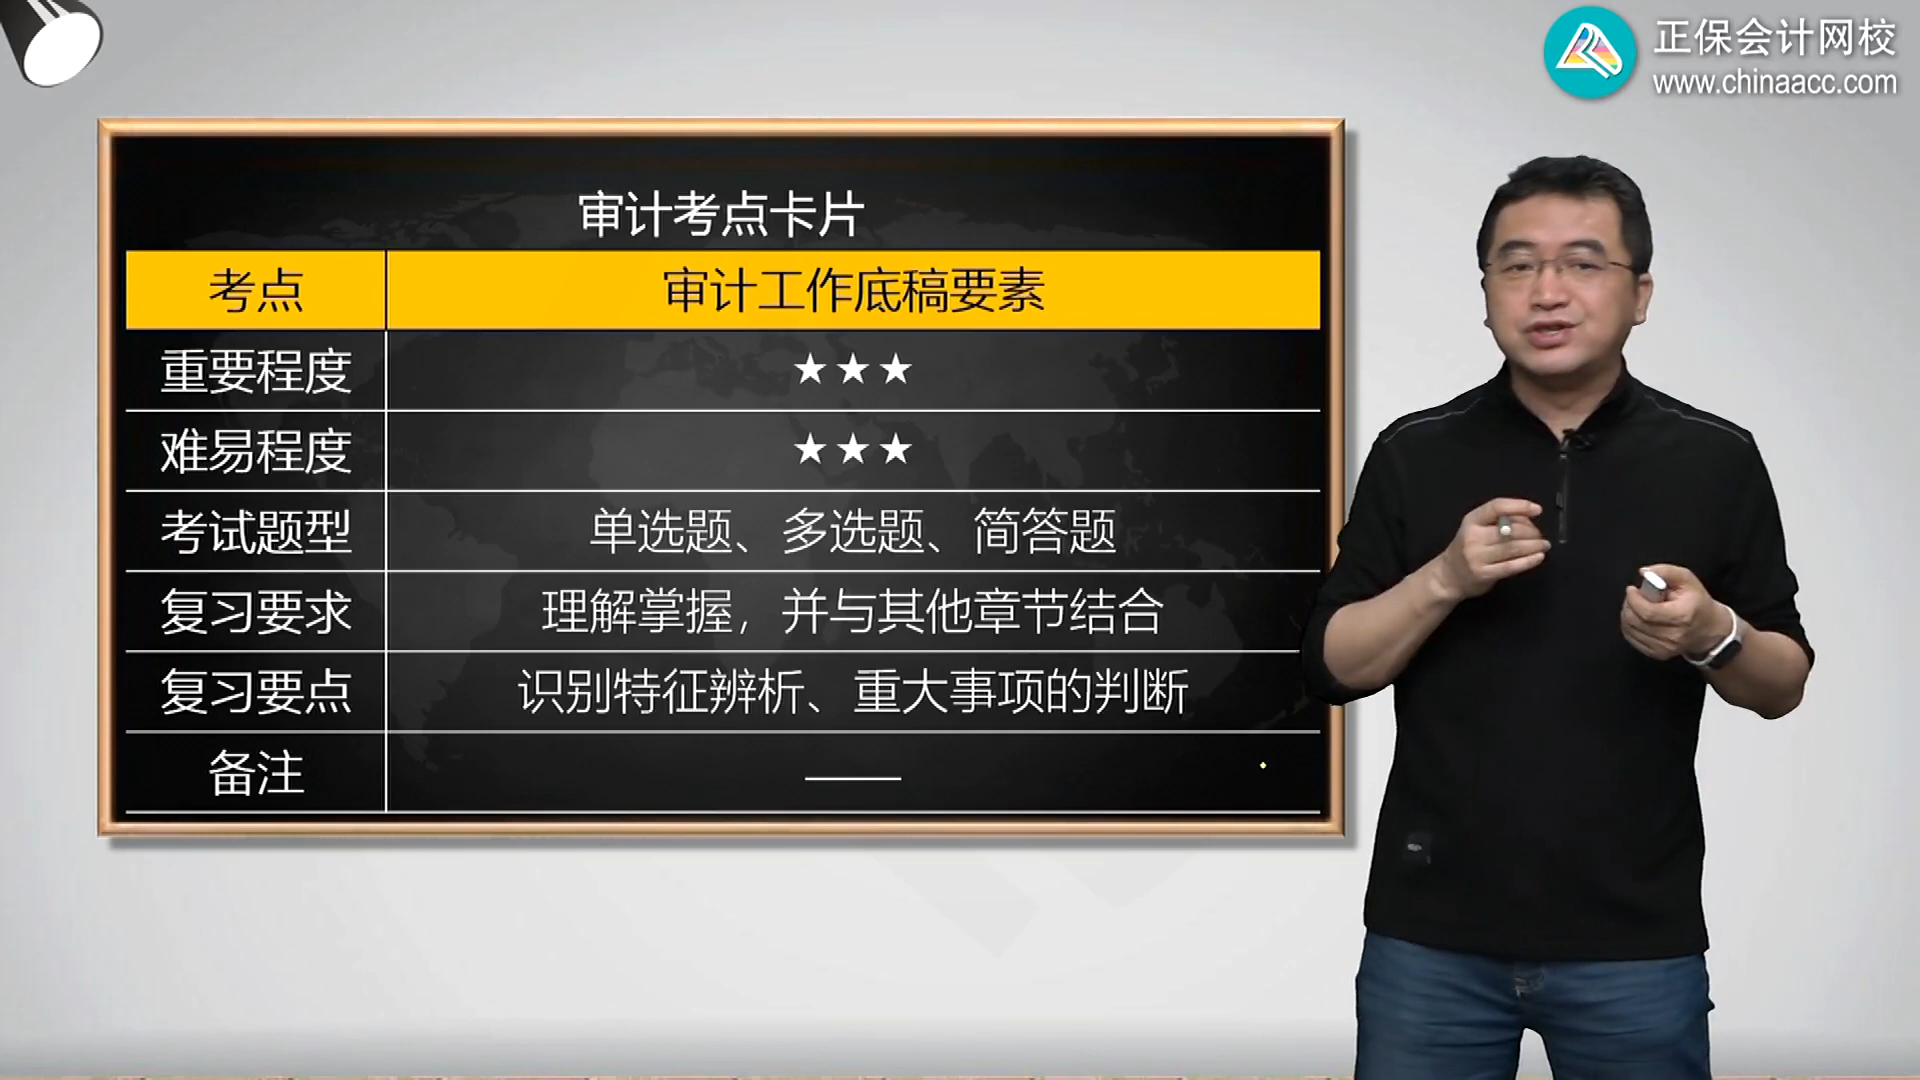 正保会计网校
www.chinaacc.com
审计考点卡片
考点 审计工作底稿要素
重要程度 ★★★
难易程度 ★★★
考试题型 单选题、多选题、简答题
复习要求 理解掌握，并与其他章节结合
复习要点 识别特征辨析、重大事项的判断
备注 ——